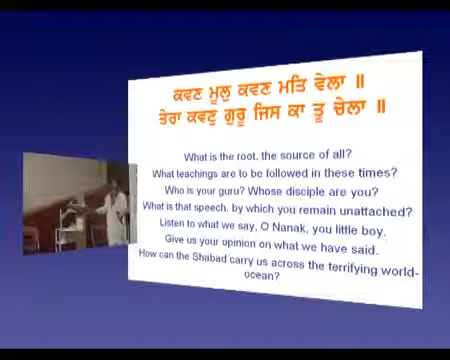 ਕਵਣ ਮੂਲੁ ਕਵਣ ਮਤਿ ਵੇਲਾ ॥
ਤੇਰਾ ਕਵਣੁ ਗੁਰੂ ਜਿਸ ਕਾ ਤੂ ਚੇਲਾ ॥
What is the root, the source of all?
What teachings are to be followed in these times?
Who is your guru? Whose disciple are you?
What is that speech, by which you remain unattached?
Listen to what we say, O Nanak, you little boy.
Give us your opinion on what we have said.
How can the Shabad carry us across the terrifying world-
ocean?